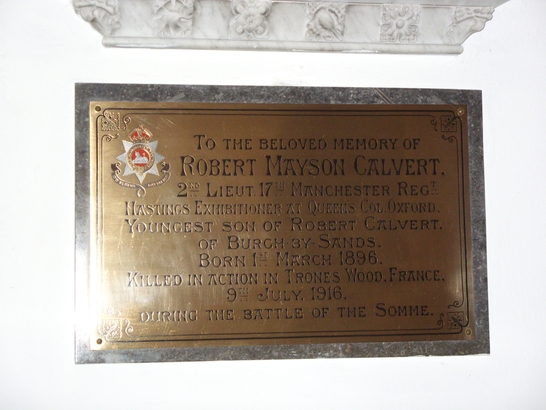 TO THE BELOVED MEMORY OF
ROBERT MAYSON CALVERT.
2ND LIEUT 17TH MANCHESTER REGT.
HASTINGS EXHIBITIONER AT QUEENS COL. OXFORD.
YOUNGEST SON OF ROBERT CALVERT.
OF BURGH-BY-SANDS.
BORN 1ST MARCH 1896.
KILLED IN ACTION IN TRONES WOOD, FRANCE,
9TH JULY, 1916,
DURING THE BATTLE OF THE SOMME.